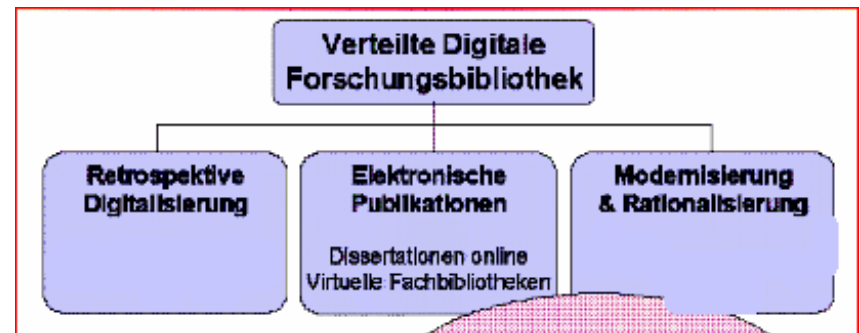 Verteilte Digitale
Forschungsbibliothek
Retrospektive
Digitalisierung
Elektronische
Publikationen
Dissertationen online
Virtuelle Fachbibliotheken
Modernisierung
& Rationalisierung